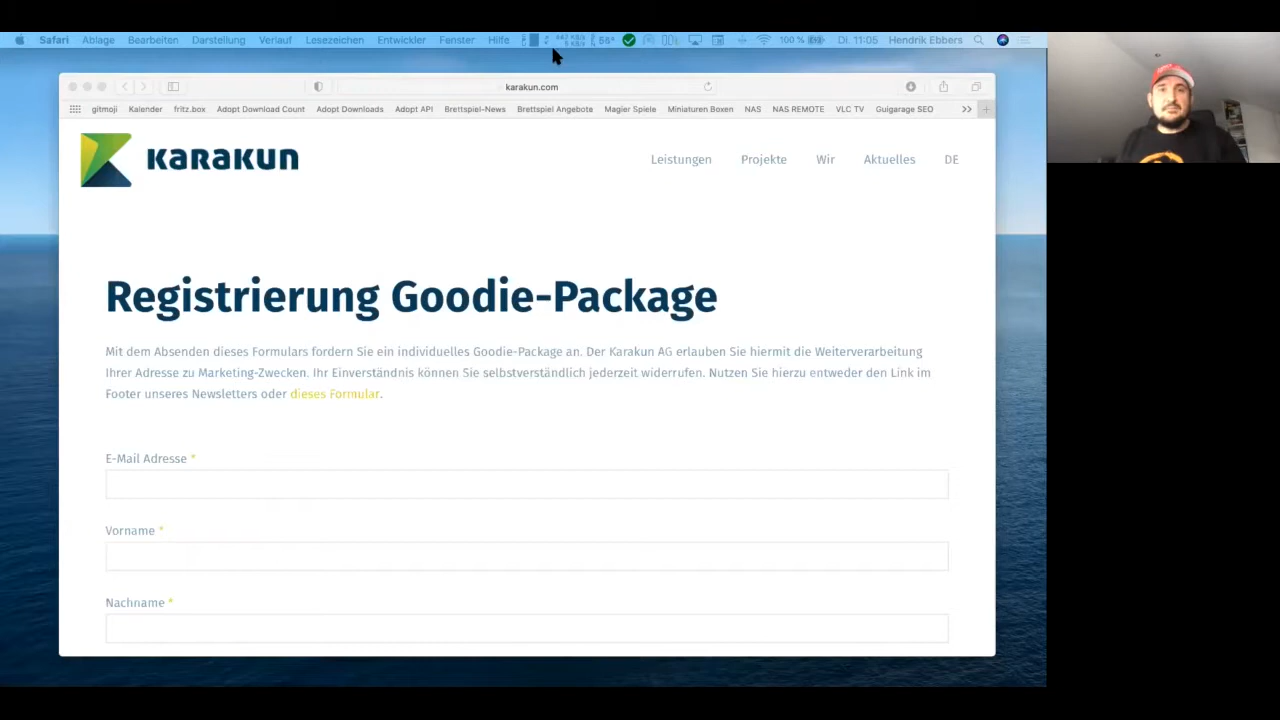 Safari Ablage Bearbeiten Darstellung Verlauf Lesezeichen Entwickler Fenster Hilfe 56° 100 % Di. 11:05 Hendrik Ebbers
karakun.com
gitmoji Kalender fritz.box Adopt Download Count Adopt Downloads Adopt API Brettspiel-News Brettspiel Angebote Magier Spiele Miniaturen Boxen NAS NAS REMOTE VLC TV Guigarage SEO
KARAKUN
Leistungen Projekte Wir Aktuelles DE
Registrierung Goodie-Package
Mit dem Absenden dieses Formulars fordern Sie ein individuelles Goodie-Package an. Der Karakun AG erlauben Sie hiermit die Weiterverarbeitung
Ihrer Adresse zu Marketing-Zwecken. Ihr Einverständnis können Sie selbstverständlich jederzeit widerrufen. Nutzen Sie hierzu entweder den Link im
Footer unseres Newsletters oder dieses Formular.
E-Mail Adresse *
Vorname *
Nachname *